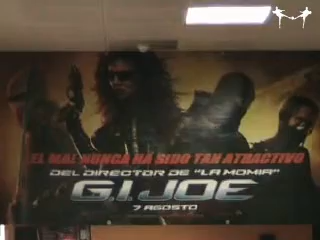 EL MAL NUNCA HA SIDO TAN ATRACTIVO
DEL DIRECTOR DE "LA MOMIA"
G.I.JOE
7 AGOSTO